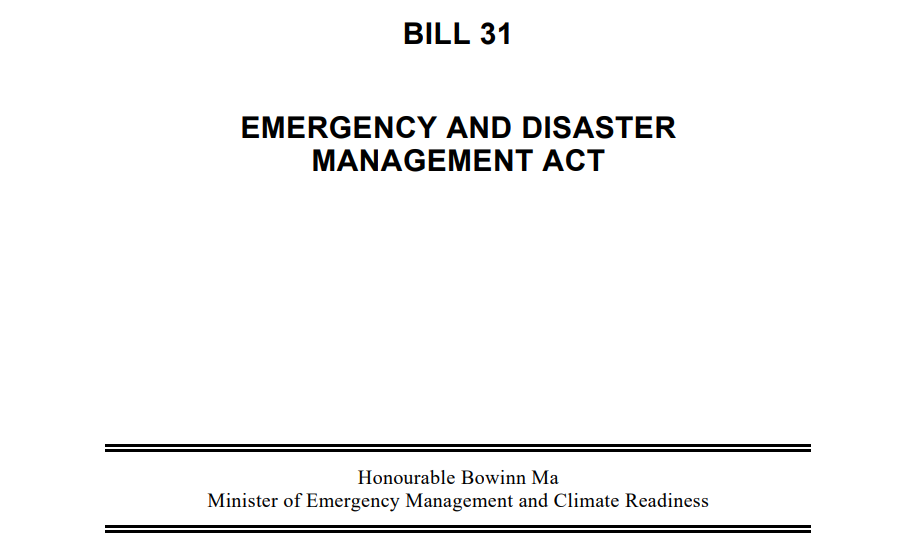 BILL 31
EMERGENCY AND DISASTER
MANAGEMENT ACT
Honourable Bowinn Ma
Minister of Emergency Management and Climate Readiness